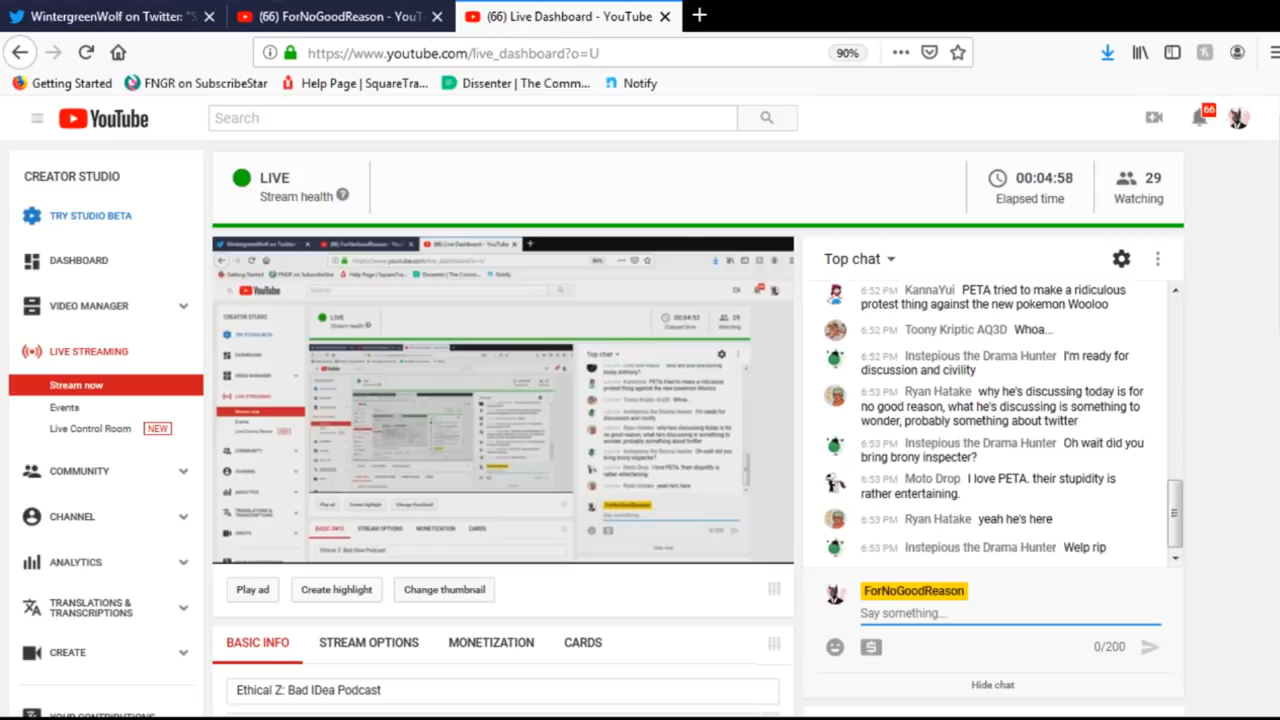 WintergreenWolf on Twitter: "S
(66) ForNoGoodReason - YouT
(66) Live Dashboard - YouTube
https://www.youtube.com/live_dashboard?o=U
90%
Getting Started
FNGR on SubscribeStar
Help Page | SquareTra...
Dissenter | The Comm...
Notify
YouTube
Search
66
CREATOR STUDIO
TRY STUDIO BETA
DASHBOARD
VIDEO MANAGER
LIVE STREAMING
Stream now
Events
Live Control Room NEW
COMMUNITY
CHANNEL
ANALYTICS
TRANSLATIONS &
TRANSCRIPTIONS
CREATE
YOUR CONTRIBUTIONS
LIVE
Stream health ?
00:04:58
Elapsed time
29
Watching
Play ad
Create highlight
Change thumbnail
BASIC INFO
STREAM OPTIONS
MONETIZATION
CARDS
Ethical Z: Bad IDea Podcast
Top chat
6:52 PM KannaYui PETA tried to make a ridiculous
protest thing against the new pokemon Wooloo
6:52 PM Toony Kriptic AQ3D Whoa...
6:52 PM Instepious the Drama Hunter I'm ready for
discussion and civility
6:52 PM Ryan Hatake why he's discussing today is for
no good reason, what he's discussing is something to
wonder, probably something about twitter
6:53 PM Instepious the Drama Hunter Oh wait did you
bring brony inspecter?
6:53 PM Moto Drop I love PETA. their stupidity is
rather entertaining.
6:53 PM Ryan Hatake yeah he's here
6:53 PM Instepious the Drama Hunter Welp rip
ForNoGoodReason
Say something...
0/200
Hide chat